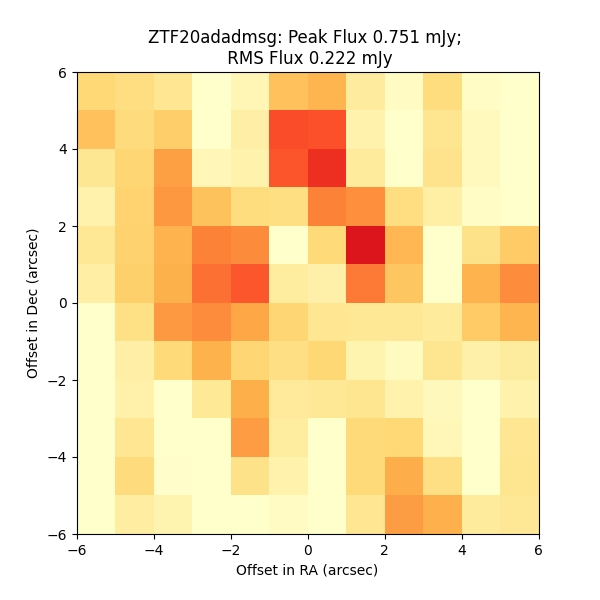 ZTF20adadmsg: Peak Flux 0.751 mJy;
RMS Flux 0.222 mJy
6
4
2
0
−2
−4
−6
Offset in Dec (arcsec)
−6 −4 −2 0 2 4 6
Offset in RA (arcsec)